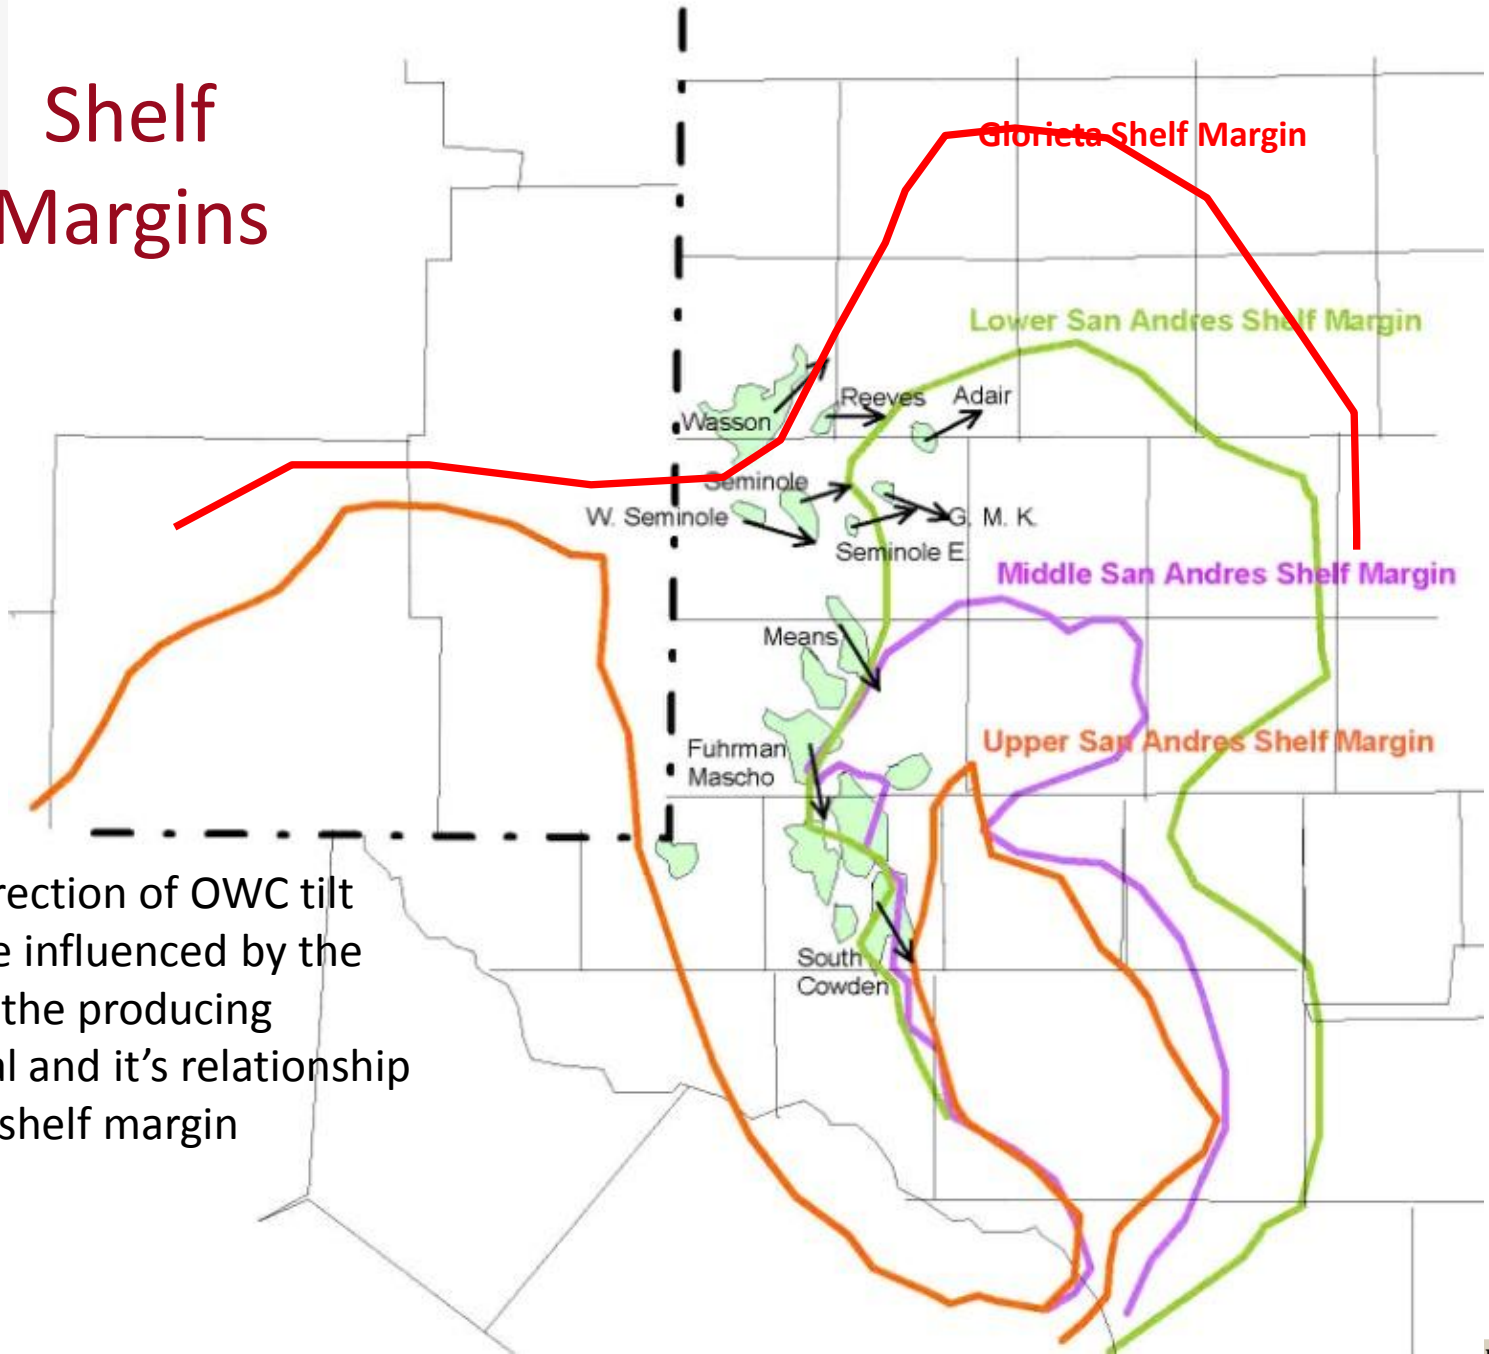 Shelf
Margins
Glorieta Shelf Margin
Lower San Andres Shelf Margin
Reeves
Adair
Wasson
Seminole
W. Seminole
G. M. K.
Seminole E.
Middle San Andres Shelf Margin
Means
Upper San Andres Shelf Margin
Fuhrman
Mascho
rection of OWC tilt
e influenced by the
the producing
al and it's relationship
shelf margin
South
Cowden